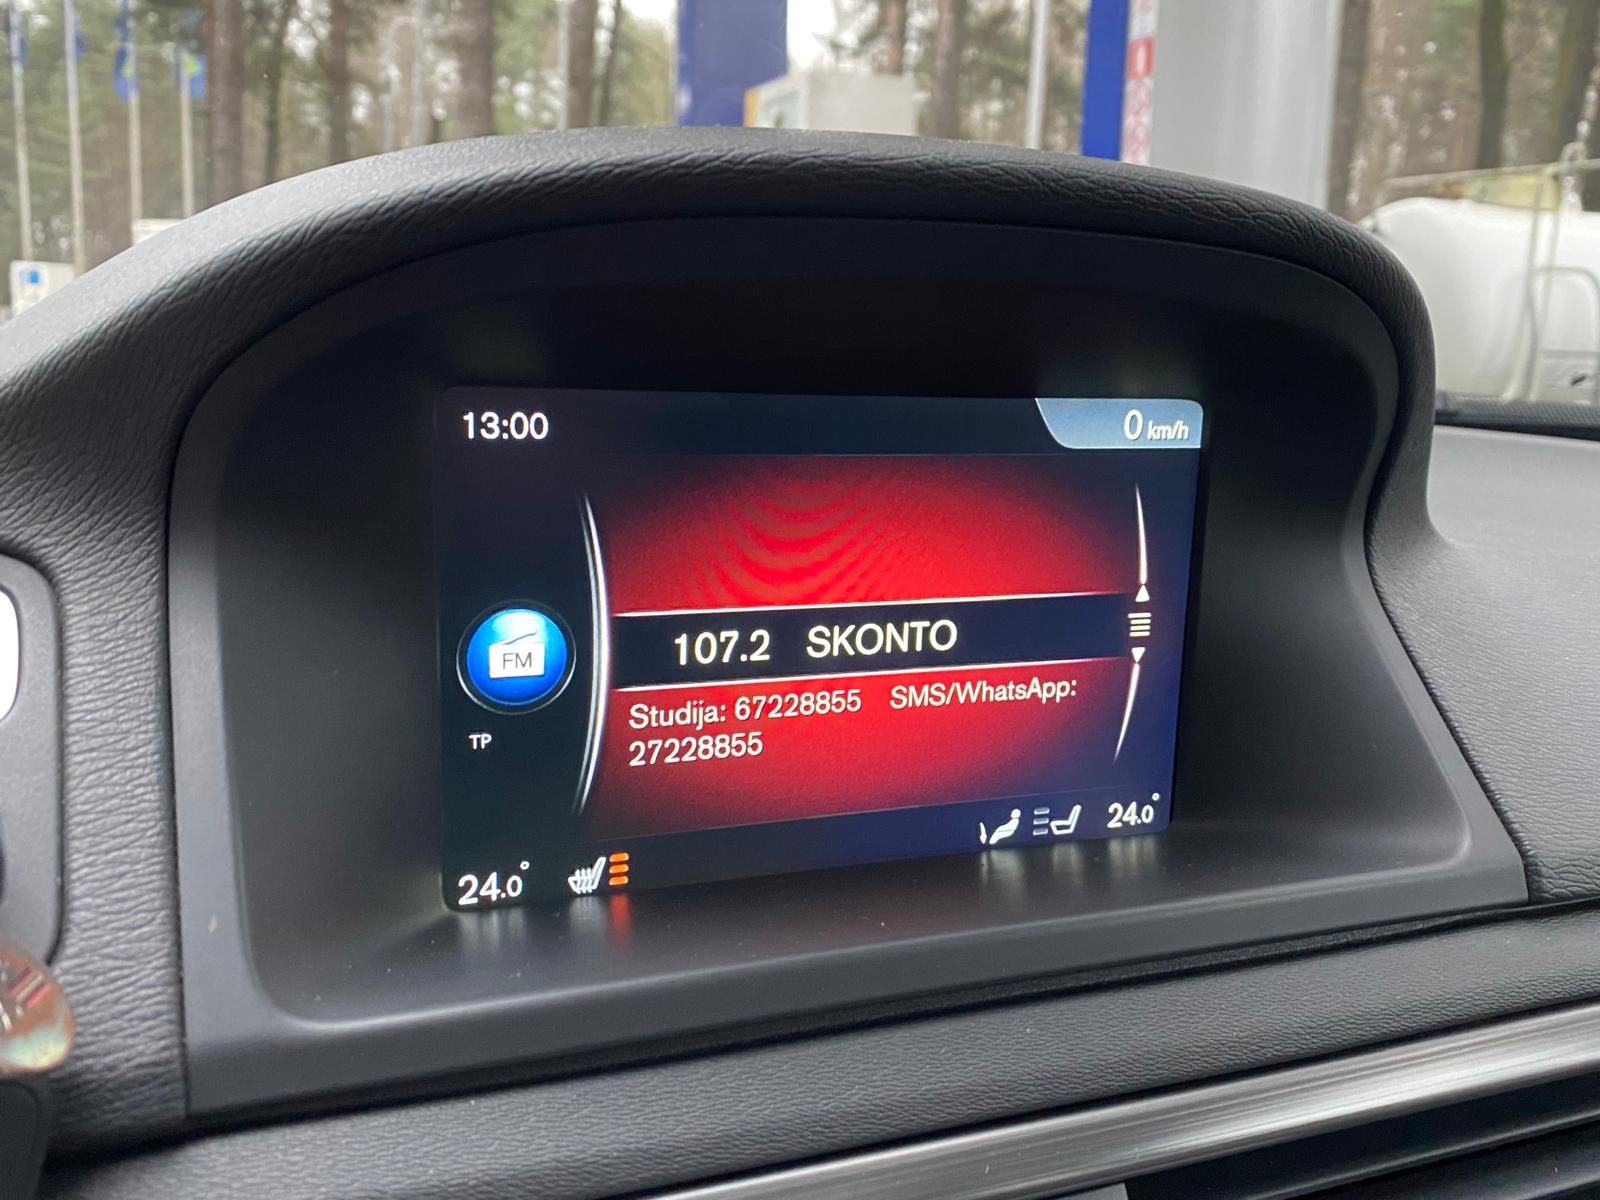 13:00
0 km/h
107.2 SKONTO
FM
Studija: 67228855 SMS/WhatsApp:
27228855
TP
24.0°
24.0°